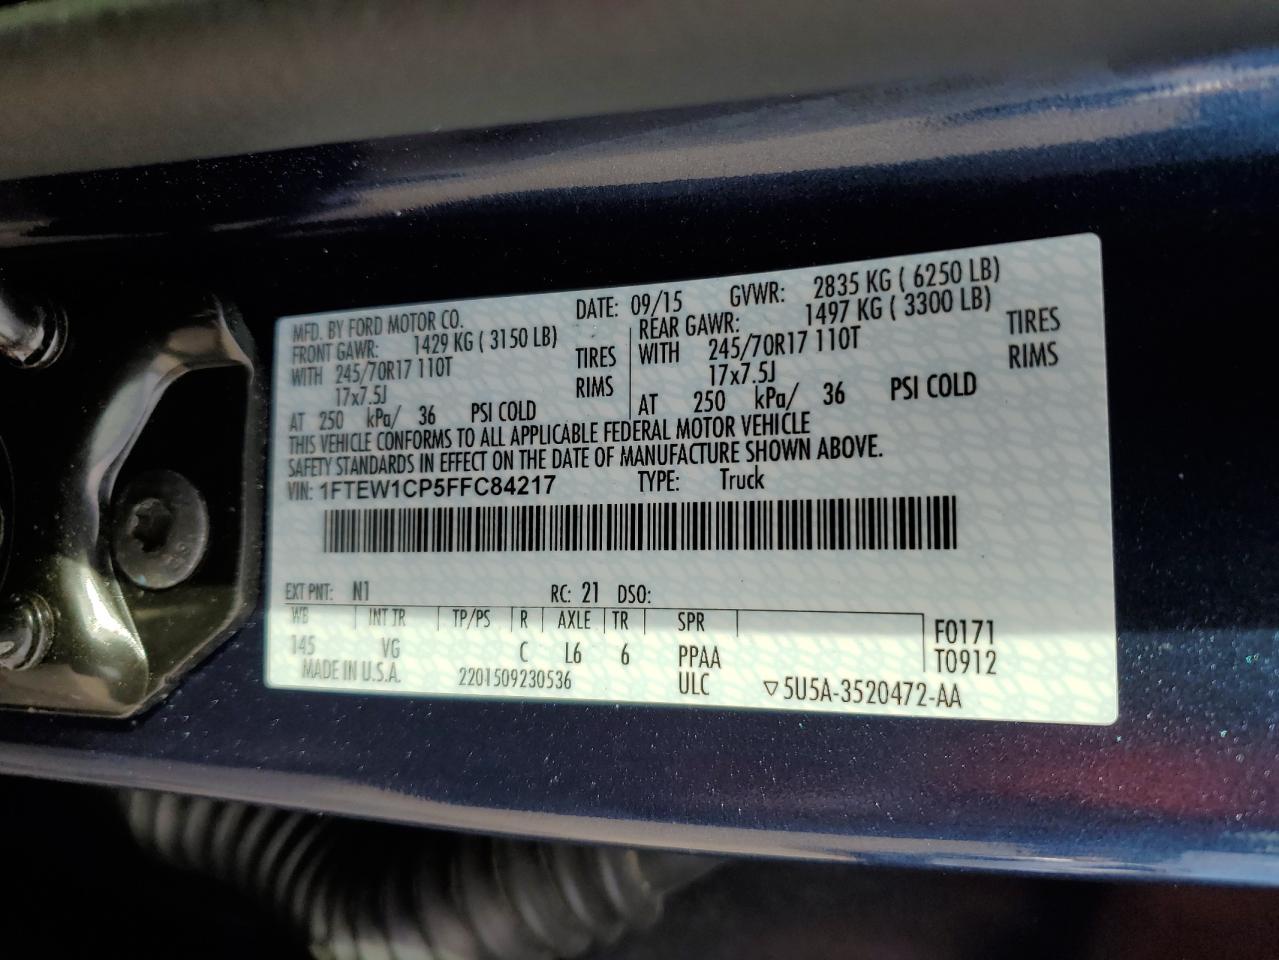 MFD. BY FORD MOTOR CO. DATE: 09/15 GVWR: 2835 KG ( 6250 LB)
FRONT GAWR: 1429 KG ( 3150 LB) REAR GAWR: 1497 KG ( 3300 LB)
WITH 245/70R17 110T TIRES WITH 245/70R17 110T TIRES
17x7.5J RIMS 17x7.5J RIMS
AT 250 kPa/ 36 PSI COLD AT 250 kPa/ 36 PSI COLD
THIS VEHICLE CONFORMS TO ALL APPLICABLE FEDERAL MOTOR VEHICLE
SAFETY STANDARDS IN EFFECT ON THE DATE OF MANUFACTURE SHOWN ABOVE.
VIN: 1FTEW1CP5FFC84217 TYPE: Truck
EXT PNT: N1 RC: 21 DSO:
WB INT TR TP/PS R AXLE TR SPR F0171
145 VG C L6 6 PPAA T0912
MADE IN U.S.A. 2201509230536 ULC ▽5U5A-3520472-AA